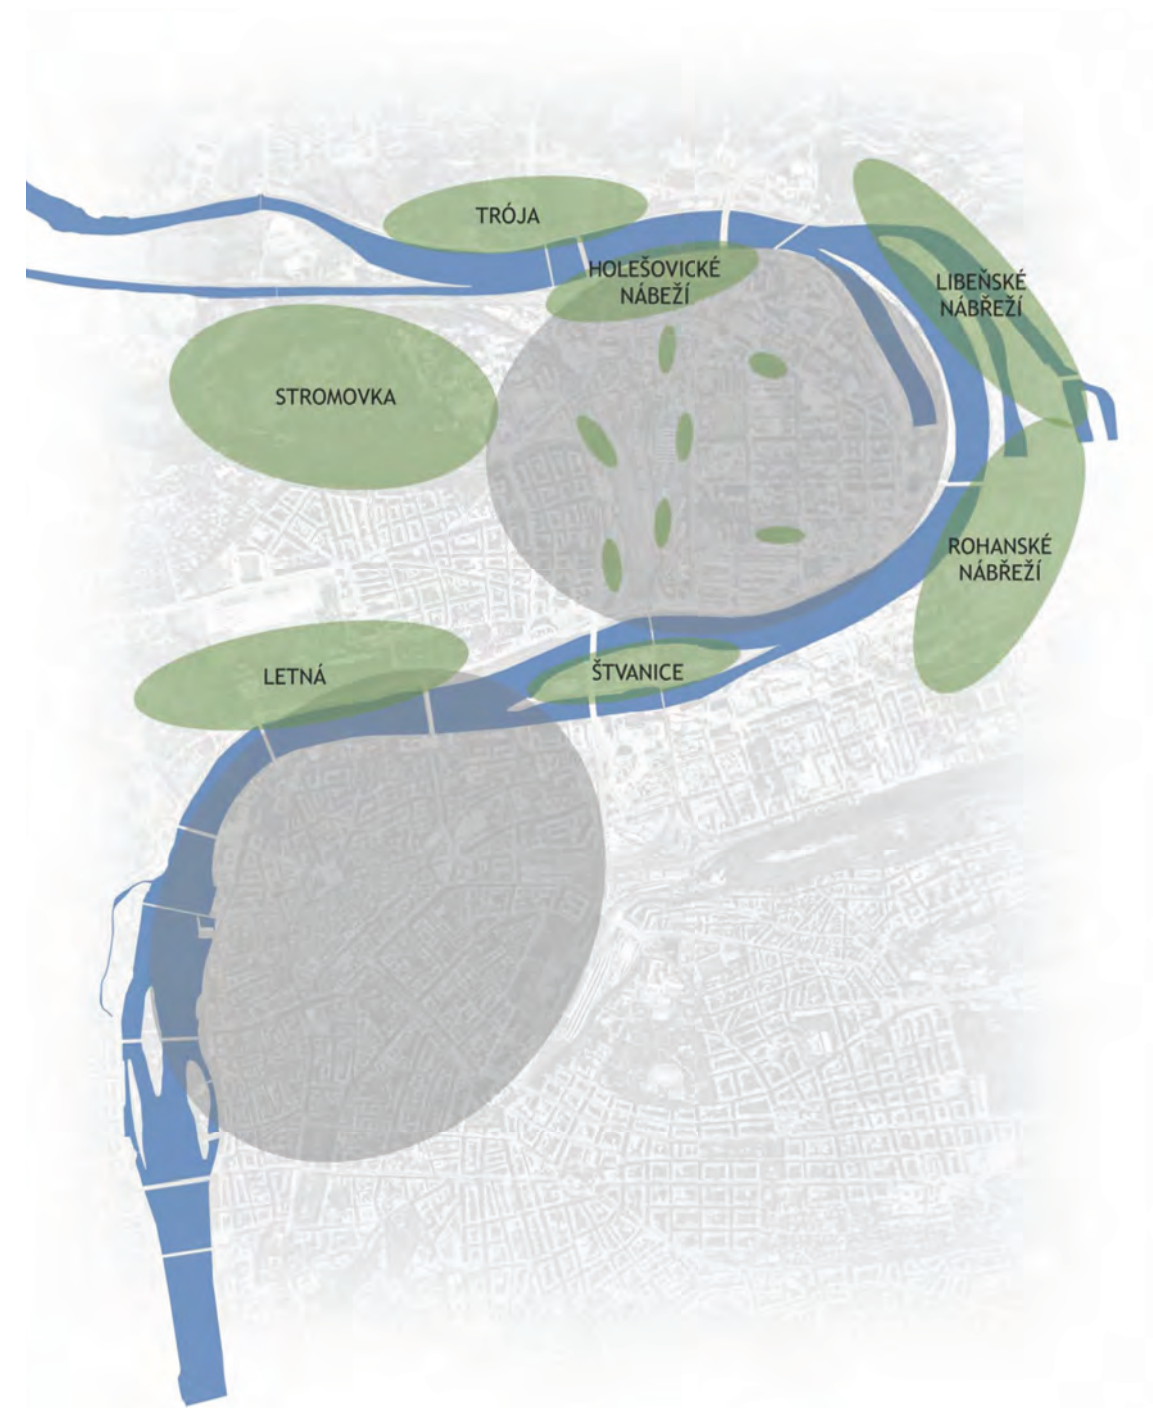 TRÓJA
HOLEŠOVICKÉ
NÁBEŽÍ
LIBEŇSKÉ
NÁBŘEŽÍ
STROMOVKA
ROHANSKÉ
NÁBŘEŽÍ
LETNÁ
ŠTVANICE